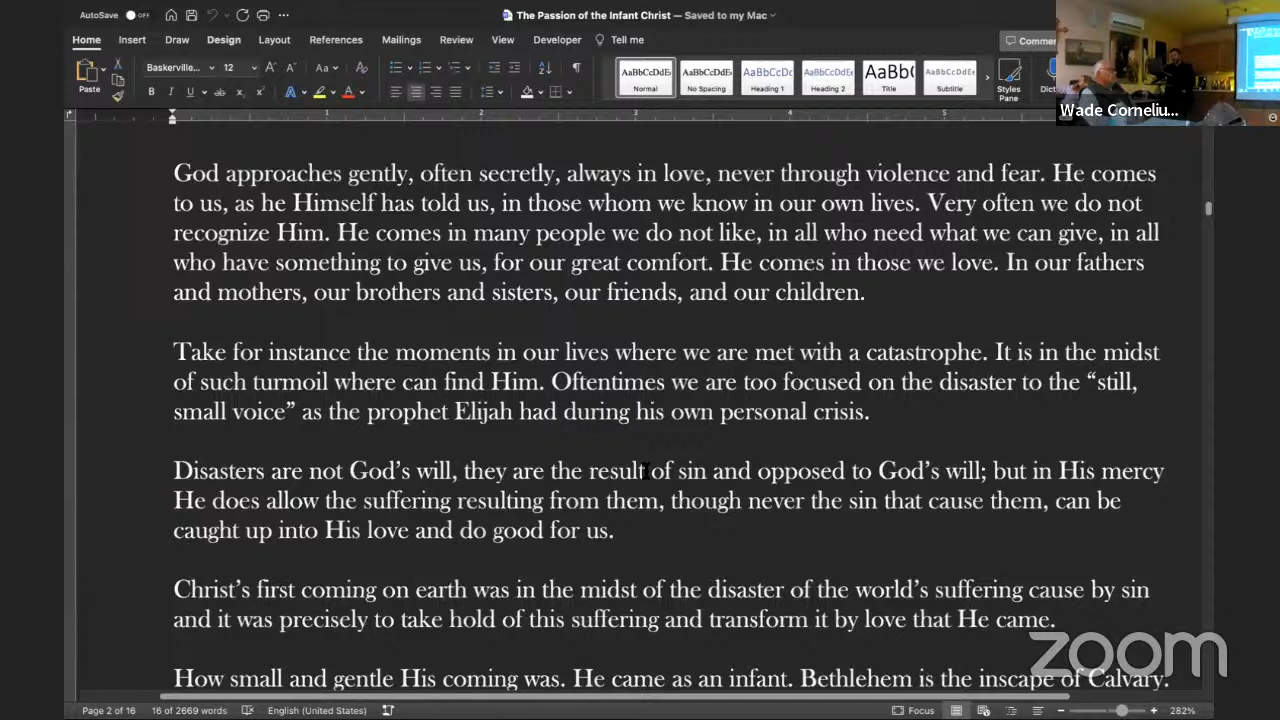 AutoSave OFF
The Passion of the Infant Christ — Saved to my Mac
Home Insert Draw Design Layout References Mailings Review View Developer Tell me
Paste
Baskerville... 12
AaBbCcDdEe AaBbCcDdEe AaBbCcDc AaBbCcDdEe AaBb( AaBbCcDdEe
Normal No Spacing Heading 1 Heading 2 Title Subtitle
Styles
Pane
Wade Corneliu...
1 2 3 4 5
God approaches gently, often secretly, always in love, never through violence and fear. He comes
to us, as he Himself has told us, in those whom we know in our own lives. Very often we do not
recognize Him. He comes in many people we do not like, in all who need what we can give, in all
who have something to give us, for our great comfort. He comes in those we love. In our fathers
and mothers, our brothers and sisters, our friends, and our children.
Take for instance the moments in our lives where we are met with a catastrophe. It is in the midst
of such turmoil where can find Him. Oftentimes we are too focused on the disaster to the “still,
small voice” as the prophet Elijah had during his own personal crisis.
Disasters are not God’s will, they are the result of sin and opposed to God’s will; but in His mercy
He does allow the suffering resulting from them, though never the sin that cause them, can be
caught up into His love and do good for us.
Christ’s first coming on earth was in the midst of the disaster of the world’s suffering cause by sin
and it was precisely to take hold of this suffering and transform it by love that He came.
How small and gentle His coming was. He came as an infant. Bethlehem is the inscape of Calvary.
zoom
Page 2 of 16 16 of 2669 words English (United States) Focus 282%